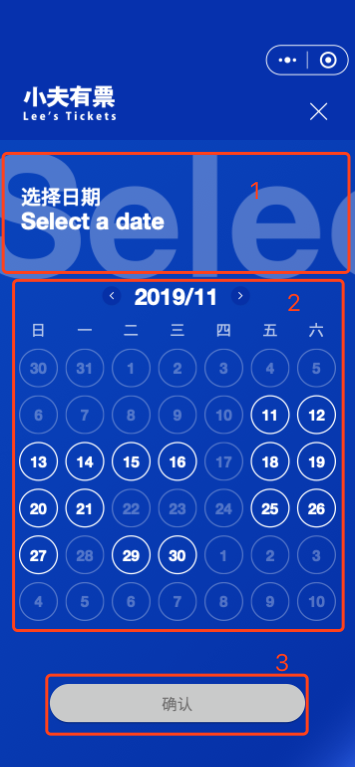 小夫有票
Lee's Tickets
Selec
1
选择日期
Select a date
2019/11
2
日 一 二 三 四 五 六
30 31 1 2 3 4 5
6 7 8 9 10 11 12
13 14 15 16 17 18 19
20 21 22 23 24 25 26
27 28 29 30 1 2 3
4 5 6 7 8 9 10
3
确认